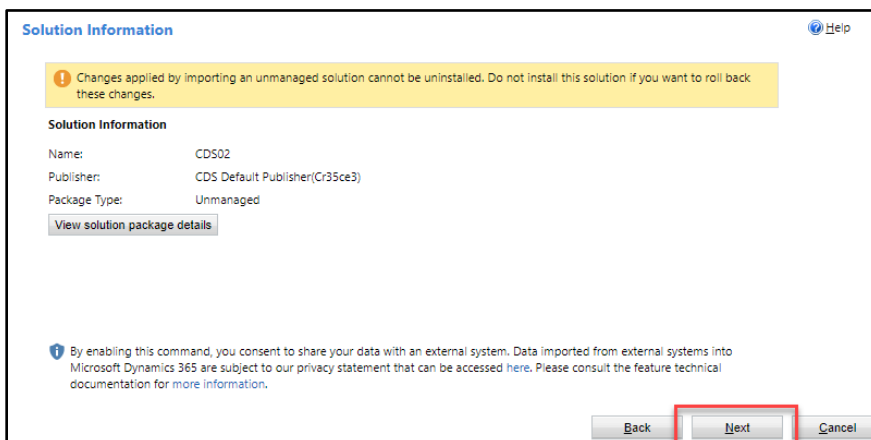 Solution Information
Help
Changes applied by importing an unmanaged solution cannot be uninstalled. Do not install this solution if you want to roll back
these changes.
Solution Information
Name: CDS02
Publisher: CDS Default Publisher(Cr35ce3)
Package Type: Unmanaged
View solution package details
By enabling this command, you consent to share your data with an external system. Data imported from external systems into
Microsoft Dynamics 365 are subject to our privacy statement that can be accessed here. Please consult the feature technical
documentation for more information.
Back Next Cancel